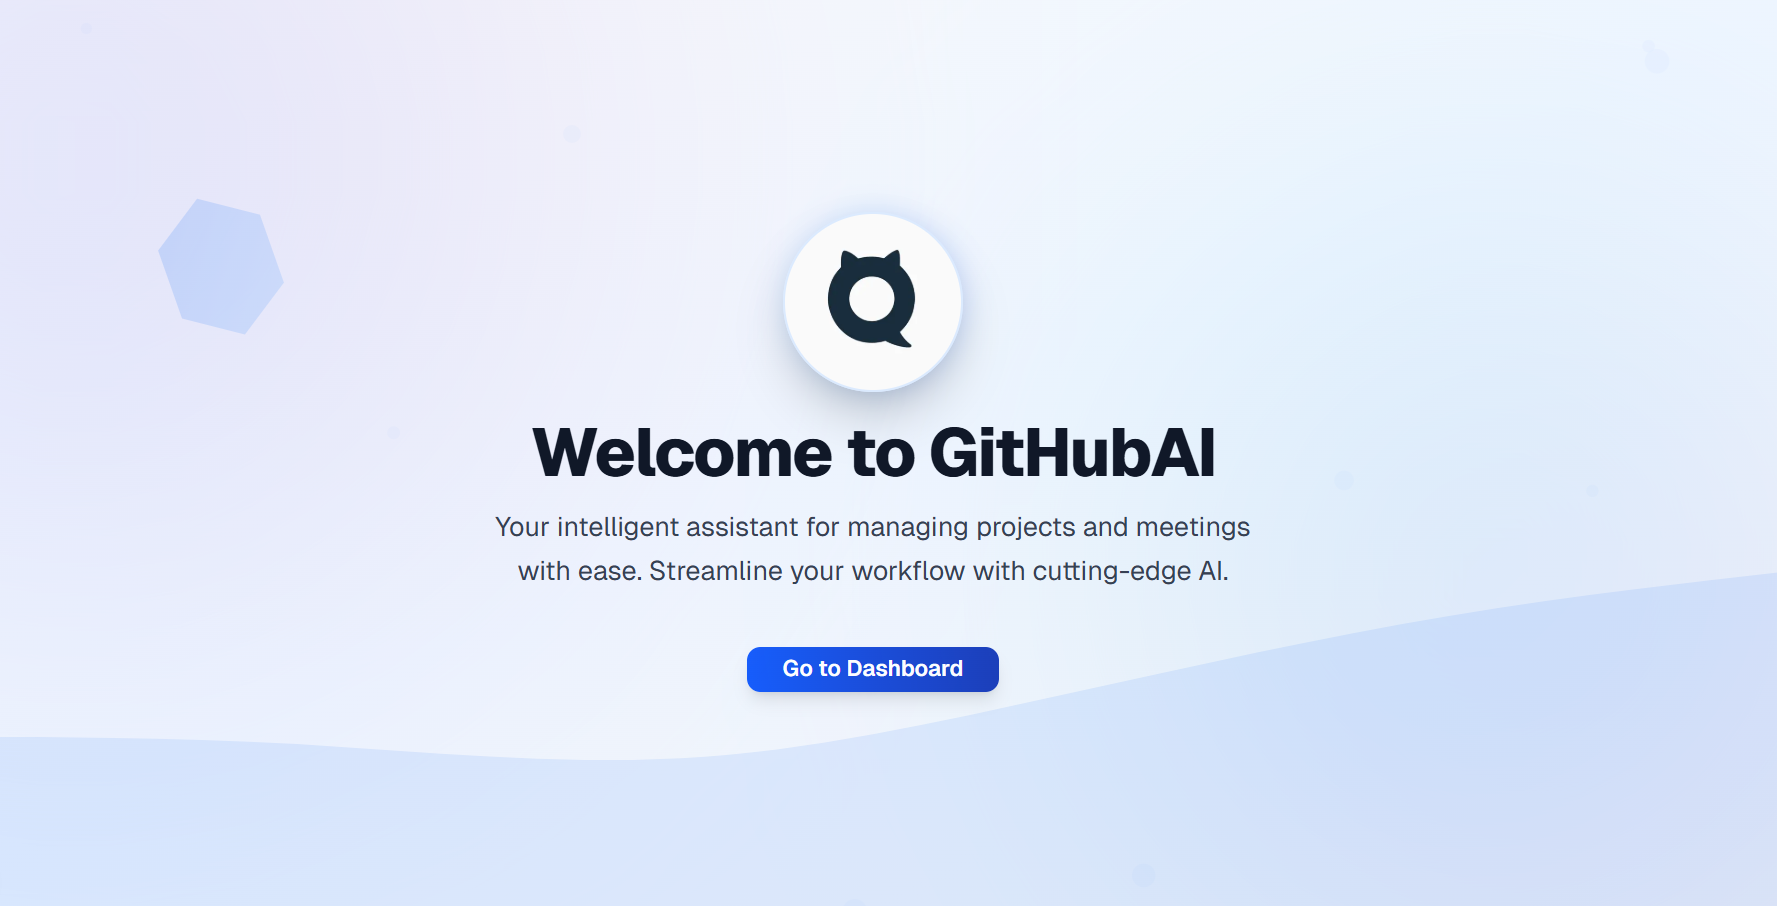 Welcome to GitHubAI
Your intelligent assistant for managing projects and meetings
with ease. Streamline your workflow with cutting-edge AI.
Go to Dashboard